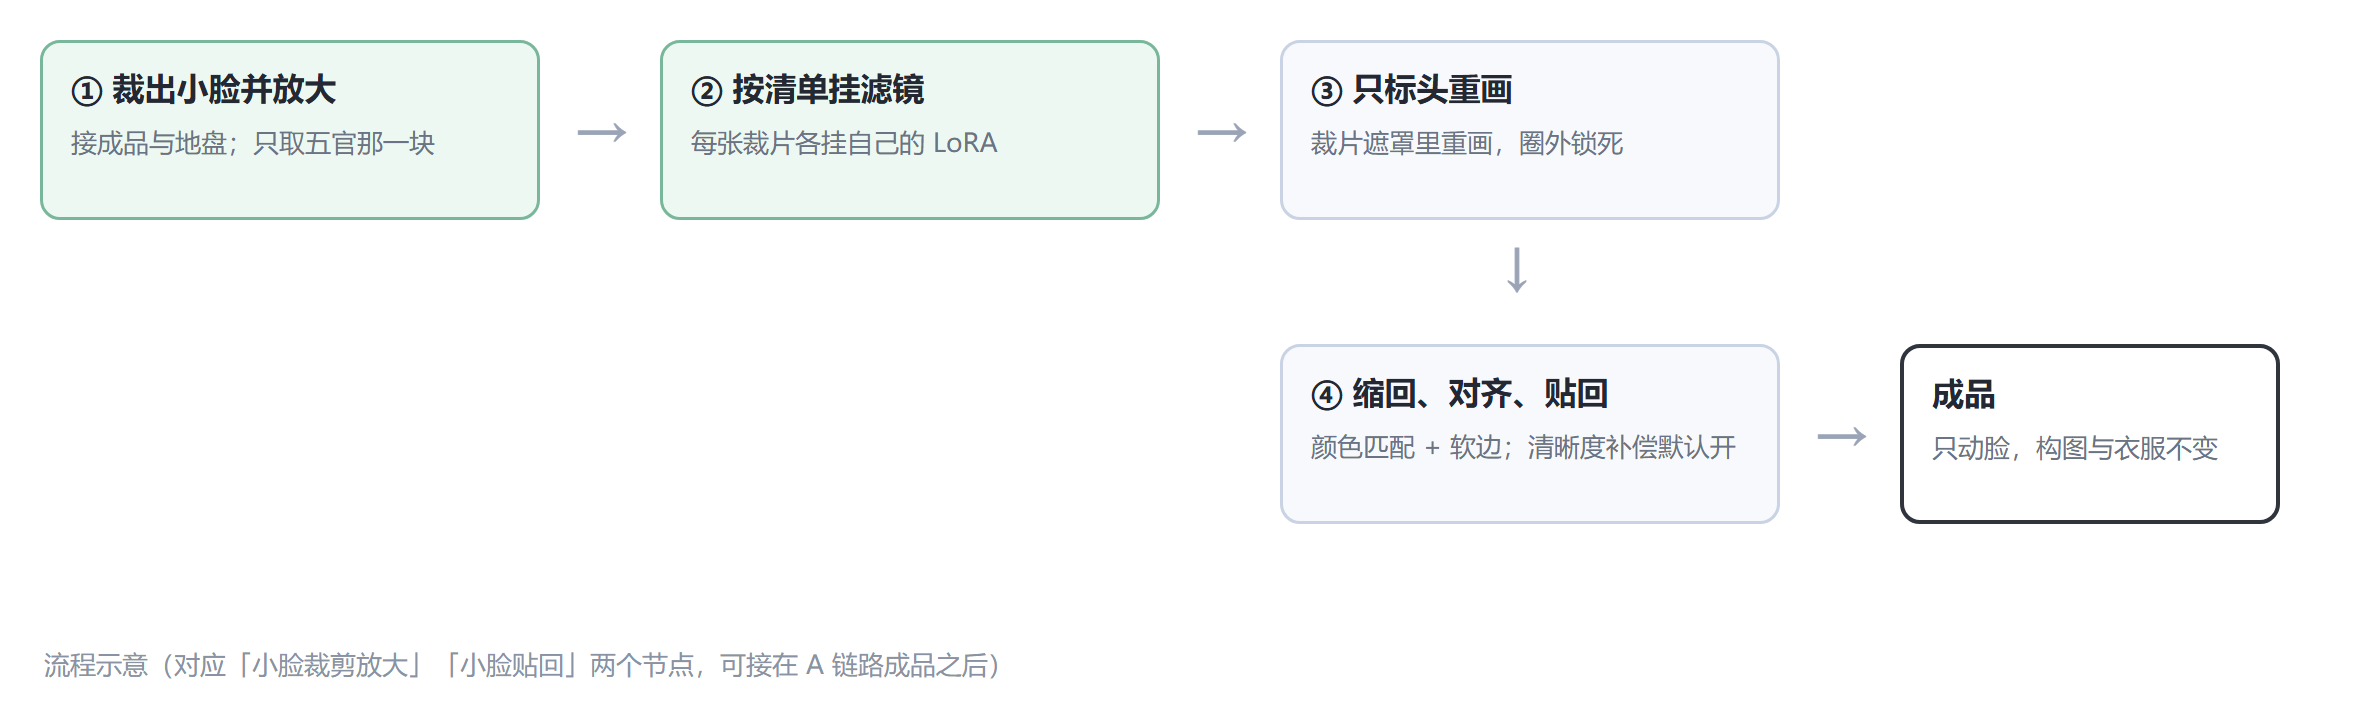 ① 裁出小脸并放大
接成品与地盘；只取五官那一块
→
② 按清单挂滤镜
每张裁片各挂自己的 LoRA
→
③ 只标头重画
裁片遮罩里重画，圈外锁死
↓
④ 缩回、对齐、贴回
颜色匹配 + 软边；清晰度补偿默认开
→
成品
只动脸，构图与衣服不变
流程示意（对应「小脸裁剪放大」「小脸贴回」两个节点，可接在 A 链路成品之后）